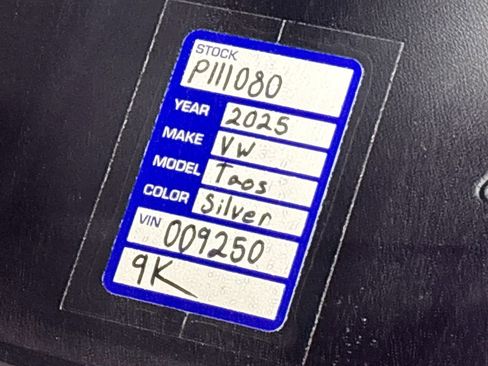 STOCK
P111080
YEAR 2025
MAKE VW
MODEL Taos
COLOR Silver
VIN 009250
9K